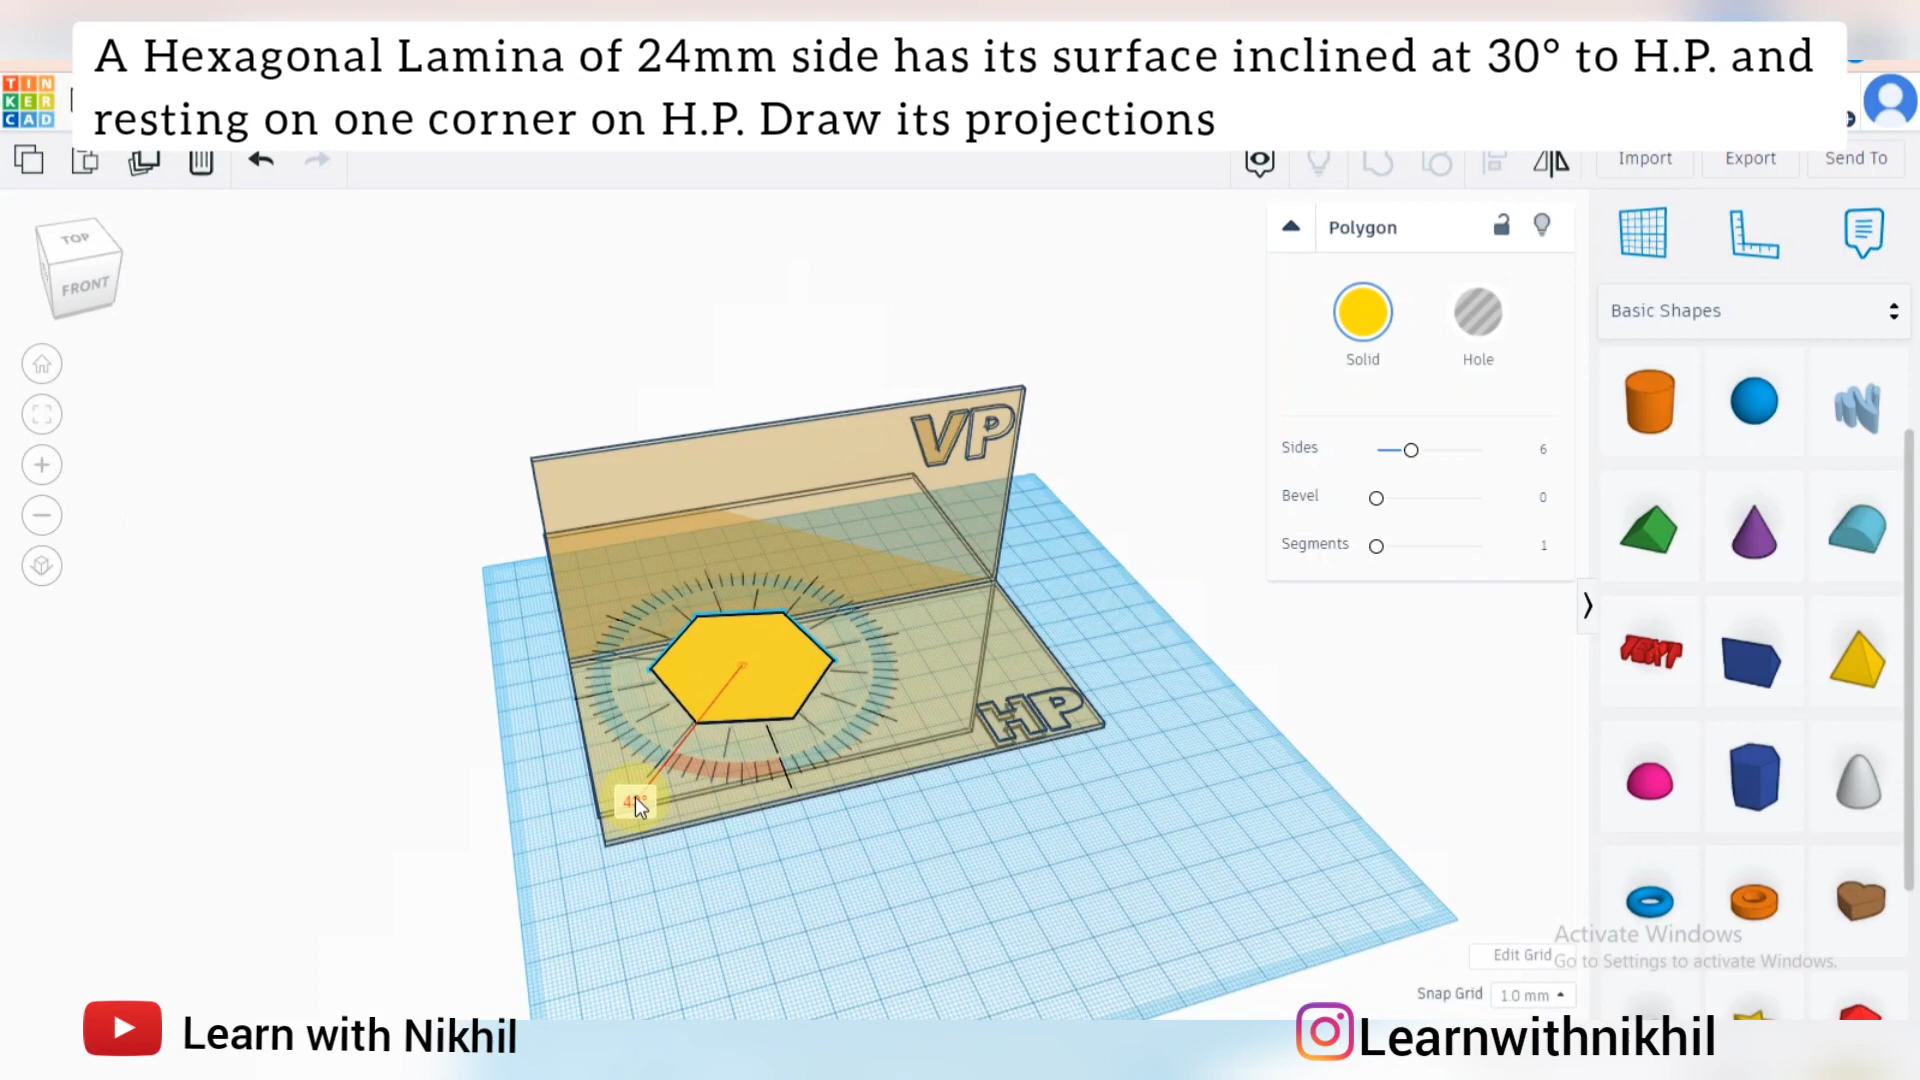 A Hexagonal Lamina of 24mm side has its surface inclined at 30° to H.P. and
resting on one corner on H.P. Draw its projections
TIN
KER
CAD
Import
Export
Send To
TOP
FRONT
Polygon
Solid
Hole
Sides
6
Bevel
0
Segments
1
Basic Shapes
TEXT
VP
HP
Edit Grid
Snap Grid
1.0 mm
Activate Windows
Go to Settings to activate Windows.
Learn with Nikhil
Learnwithnikhil